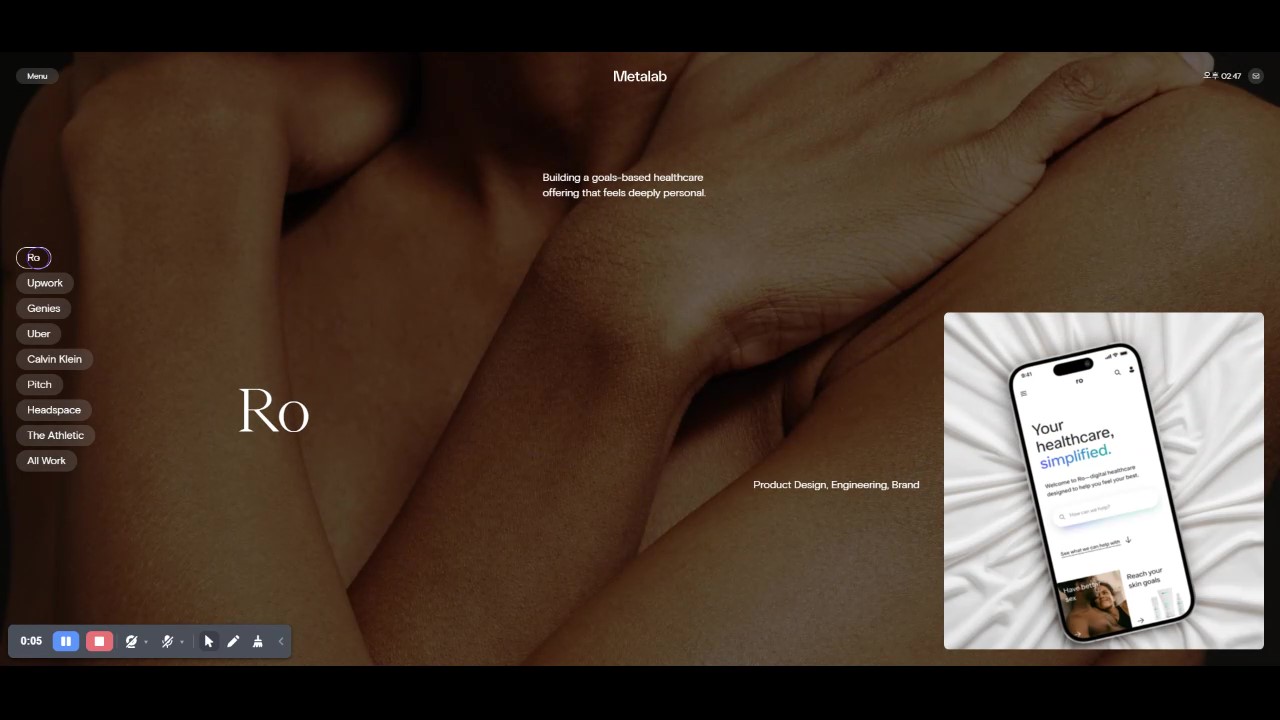 Menu
Metalab
오후 02:47
Building a goals-based healthcare
offering that feels deeply personal.
Ro
Upwork
Genies
Uber
Calvin Klein
Pitch
Headspace
The Athletic
All Work
Ro
Product Design, Engineering, Brand
9:41
ro
Your
healthcare,
simplified.
Welcome to Ro—digital healthcare
designed to help you feel your best.
How can we help?
See what we can help with
Have better
sex
Reach your
skin goals
0:05